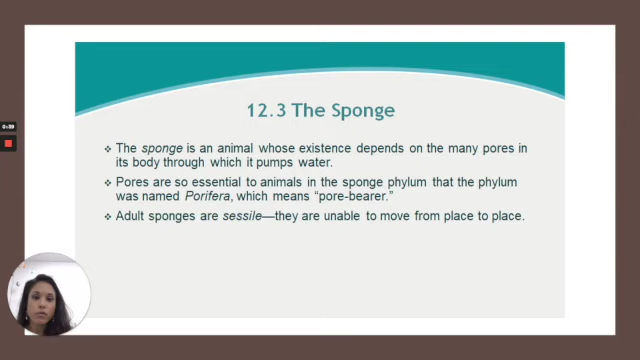 12.3 The Sponge
❖ The sponge is an animal whose existence depends on the many pores in
its body through which it pumps water.
❖ Pores are so essential to animals in the sponge phylum that the phylum
was named Porifera, which means “pore-bearer.”
❖ Adult sponges are sessile—they are unable to move from place to place.
0:59